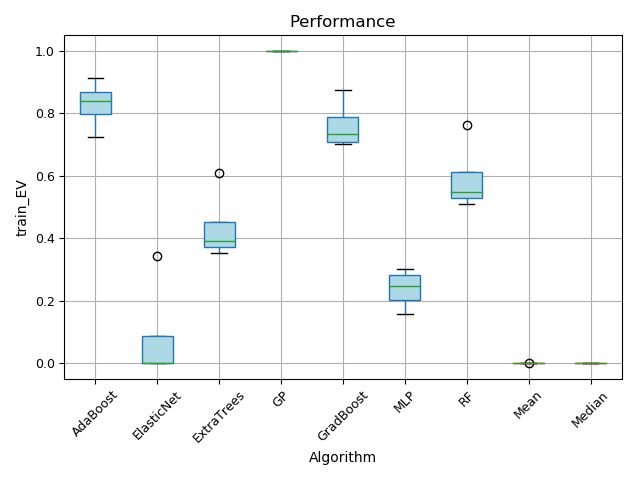 Performance
train_EV
1.0
0.8
0.6
0.4
0.2
0.0
AdaBoost
ElasticNet
ExtraTrees
GP
GradBoost
MLP
RF
Mean
Median
Algorithm